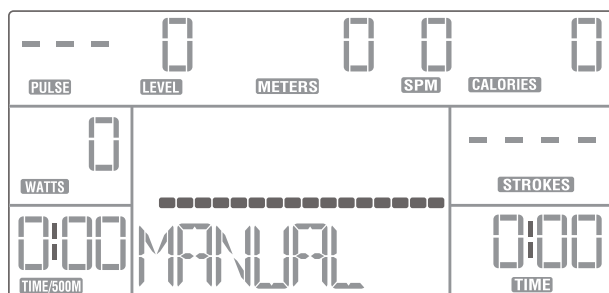 --- 0 0 0 0
PULSE LEVEL METERS SPM CALORIES
0 ----
WATTS STROKES
0:00 MANUAL 0:00
TIME/500M TIME